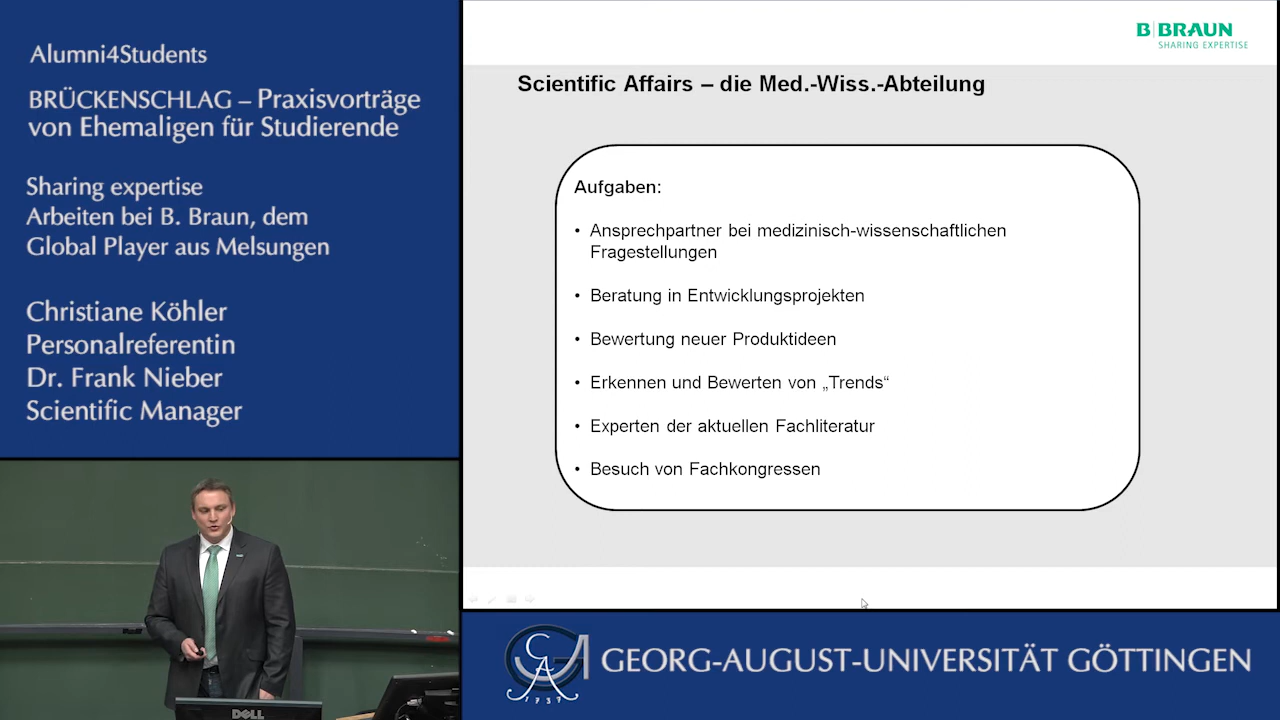 Alumni4Students
BRÜCKENSCHLAG – Praxisvorträge
von Ehemaligen für Studierende
Sharing expertise
Arbeiten bei B. Braun, dem
Global Player aus Melsungen
Christiane Köhler
Personalreferentin
Dr. Frank Nieber
Scientific Manager
B BRAUN
SHARING EXPERTISE
Scientific Affairs – die Med.-Wiss.-Abteilung
Aufgaben:
• Ansprechpartner bei medizinisch-wissenschaftlichen
Fragestellungen
• Beratung in Entwicklungsprojekten
• Bewertung neuer Produktideen
• Erkennen und Bewerten von „Trends“
• Experten der aktuellen Fachliteratur
• Besuch von Fachkongressen
DELL
GAU
1737
GEORG-AUGUST-UNIVERSITÄT GÖTTINGEN